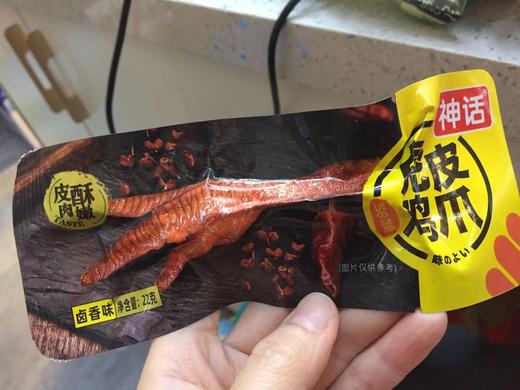 神话
虎皮
鸡爪
味のよい
皮酥
肉嫩
TASTE
(图片仅供参考)
卤香味 净含量:22克